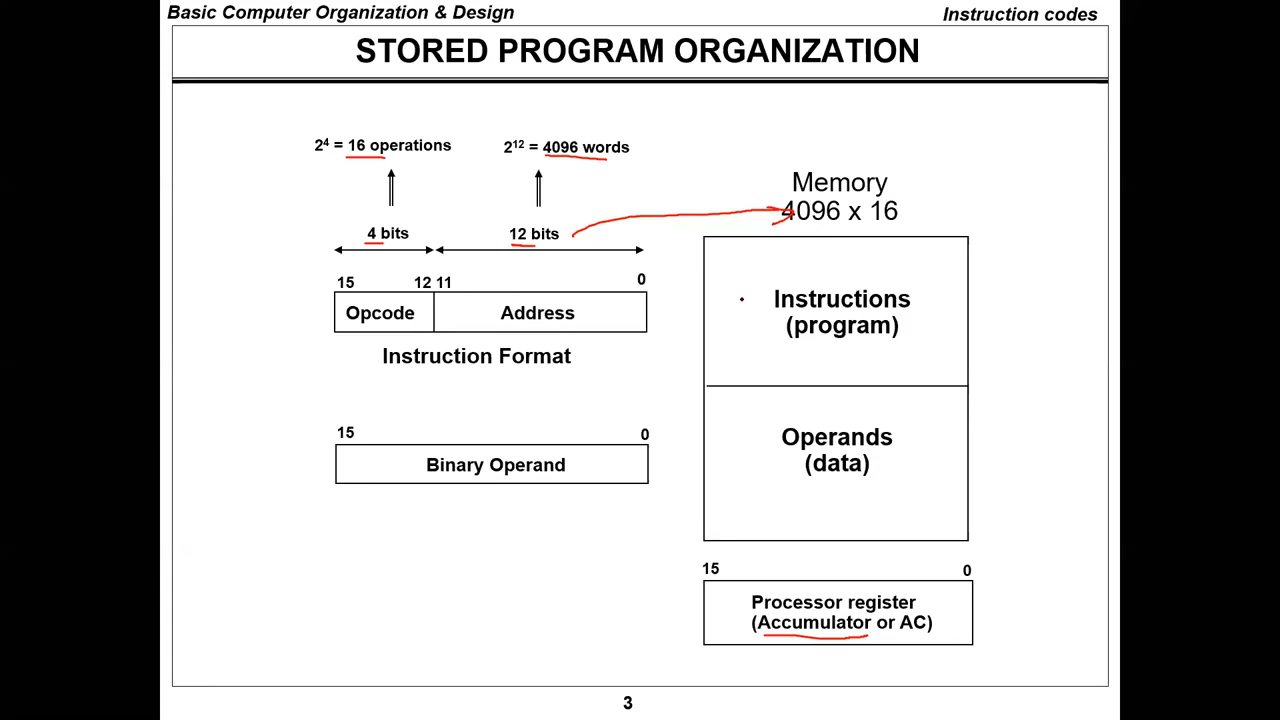 Basic Computer Organization & Design
Instruction codes
STORED PROGRAM ORGANIZATION
2⁴ = 16 operations
2¹² = 4096 words
4 bits
12 bits
15
12 11
0
Opcode
Address
Instruction Format
15
0
Binary Operand
Memory
4096 x 16
Instructions
(program)
Operands
(data)
15
0
Processor register
(Accumulator or AC)
3